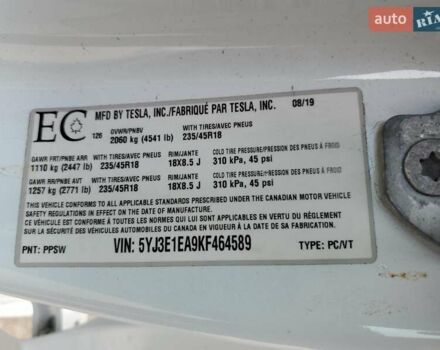 auto RIA
MFD BY TESLA, INC./FABRIQUÉ PAR TESLA, INC. 08/19
EC 126 GVWR/PNBV WITH TIRES/AVEC PNEUS
2060 kg (4541 lb) 235/45R18
GAWR FRT/PNBE ARR WITH TIRES/AVEC PNEUS RIM/JANTE COLD TIRE PRESSURE/PRESSION DES PNEUS À FROID
1110 kg (2447 lb) 235/45R18 18X8.5 J 310 kPa, 45 psi
GAWR RR/PNBE AVT WITH TIRES/AVEC PNEUS RIM/JANTE COLD TIRE PRESSURE/PRESSION DES PNEUS À FROID
1257 kg (2771 lb) 235/45R18 18X8.5 J 310 kPa, 45 psi
THIS VEHICLE CONFORMS TO ALL APPLICABLE STANDARDS PRESCRIBED UNDER THE CANADIAN MOTOR VEHICLE
SAFETY REGULATIONS IN EFFECT ON THE DATE OF MANUFACTURE
CE VÉHICULE EST CONFORME À TOUTES LES NORMES QUI LUI SONT APPLICABLES EN VERTU DU RÈGLEMENT
SUR LA SÉCURITÉ DES VÉHICULES AUTOMOBILES DU CANADA EN VIGUEUR À LA DATE DE SA FABRICATION.
PNT: PPSW VIN: 5YJ3E1EA9KF464589 TYPE: PC/VT